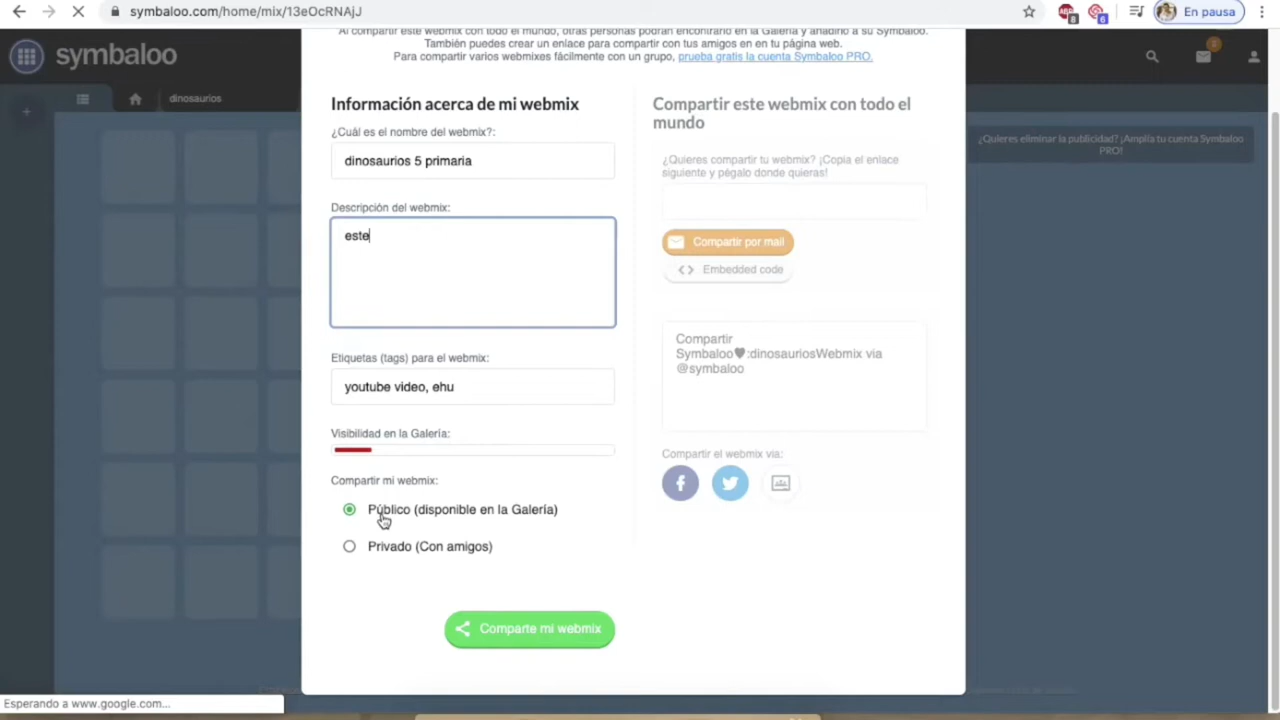 symbaloo.com/home/mix/13eOcRNAjJ
8
6
En pausa
Al compartir este webmix con todo el mundo, otras personas podrán encontrarlo en la Galería y añadirlo a su Symbaloo.
También puedes crear un enlace para compartir con tus amigos en en tu página web.
Para compartir varios webmixes fácilmente con un grupo, prueba gratis la cuenta Symbaloo PRO.
symbaloo
dinosaurios
¿Quieres eliminar la publicidad? ¡Amplía tu cuenta Symbaloo
PRO!
Información acerca de mi webmix
¿Cuál es el nombre del webmix?:
dinosaurios 5 primaria
Descripción del webmix:
este
Etiquetas (tags) para el webmix:
youtube video, ehu
Visibilidad en la Galería:
Compartir mi webmix:
Público (disponible en la Galería)
Privado (Con amigos)
Comparte mi webmix
Compartir este webmix con todo el
mundo
¿Quieres compartir tu webmix? ¡Copia el enlace
siguiente y pégalo donde quieras!
Compartir por mail
Embedded code
Compartir
Symbaloo♥:dinosauriosWebmix via
@symbaloo
Compartir el webmix via:
Esperando a www.google.com...